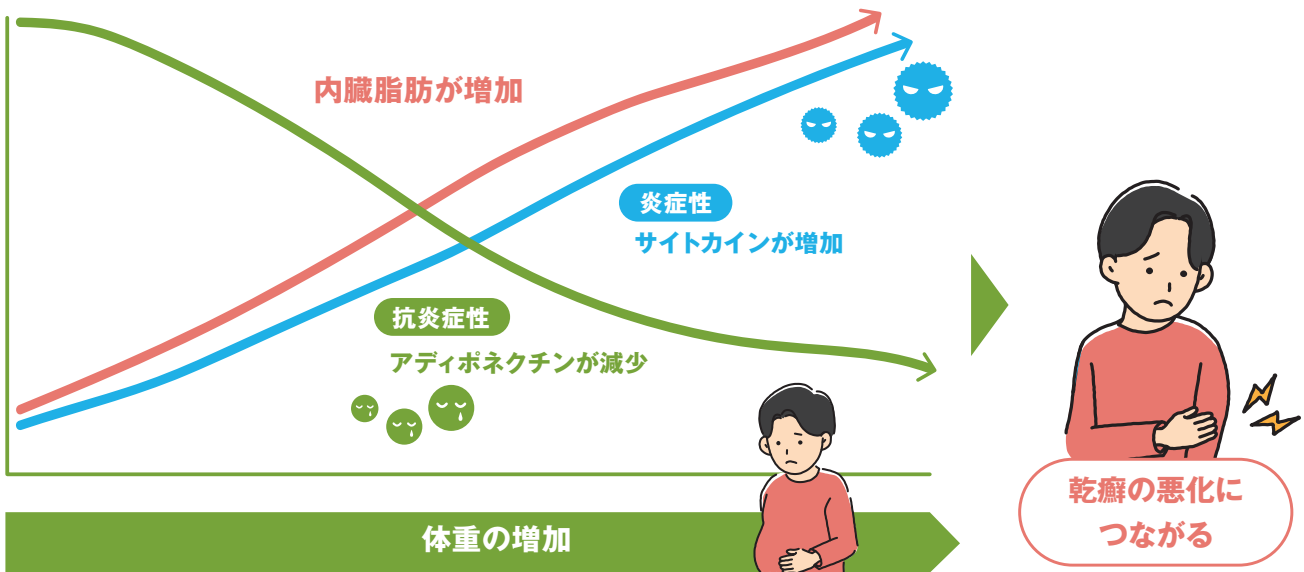 内臓脂肪が増加
炎症性
サイトカインが増加
抗炎症性
アディポネクチンが減少
体重の増加
乾癬の悪化に
つながる